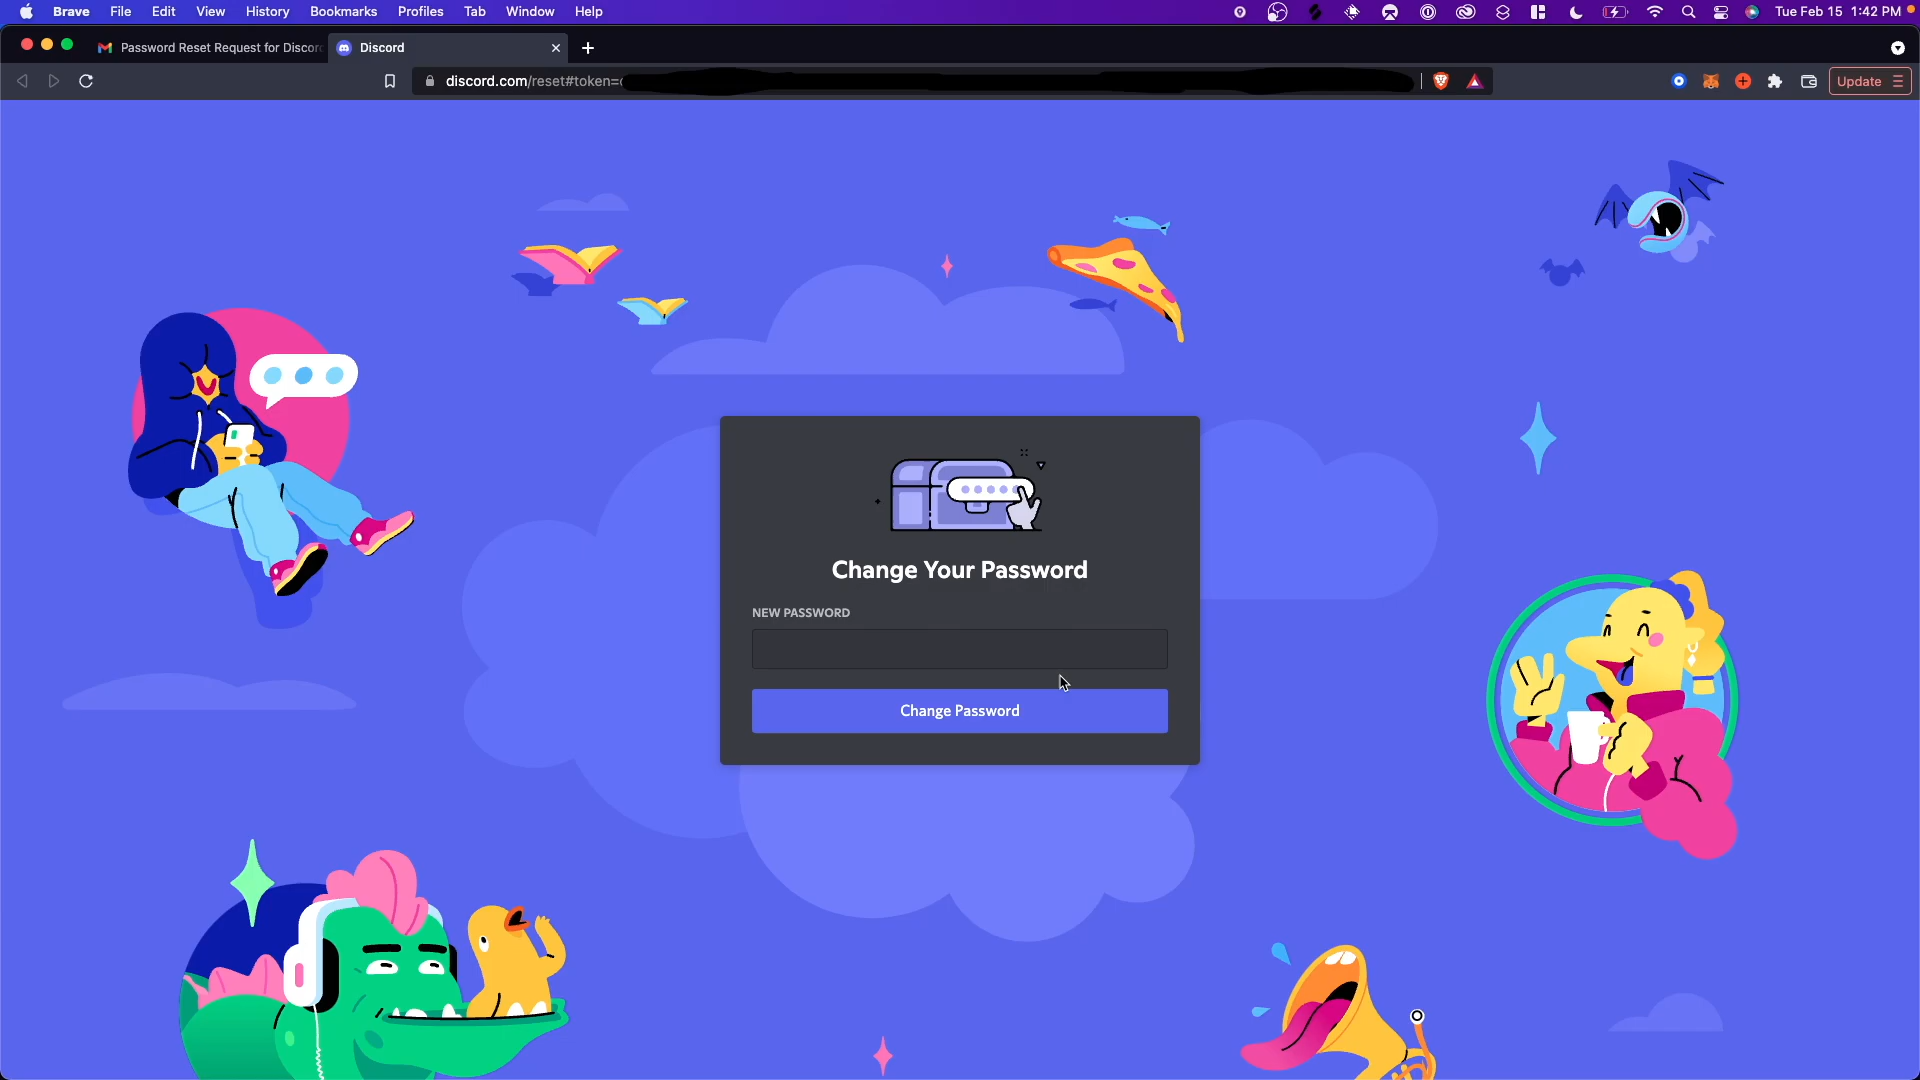 Brave File Edit View History Bookmarks Profiles Tab Window Help Tue Feb 15 1:42 PM
Password Reset Request for Discor Discord
discord.com/reset#token= Update
Change Your Password
NEW PASSWORD
Change Password